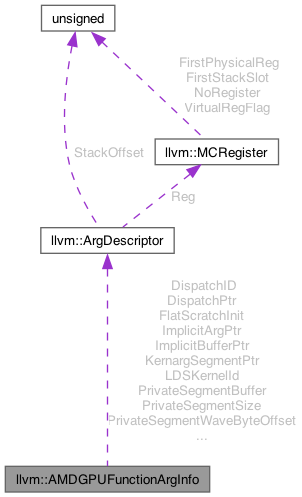 unsigned
FirstPhysicalReg
FirstStackSlot
NoRegister
VirtualRegFlag
StackOffset
llvm::MCRegister
Reg
llvm::ArgDescriptor
DispatchID
DispatchPtr
FlatScratchInit
ImplicitArgPtr
ImplicitBufferPtr
KernargSegmentPtr
LDSKernelId
PrivateSegmentBuffer
PrivateSegmentSize
PrivateSegmentWaveByteOffset
...
llvm::AMDGPUFunctionArgInfo